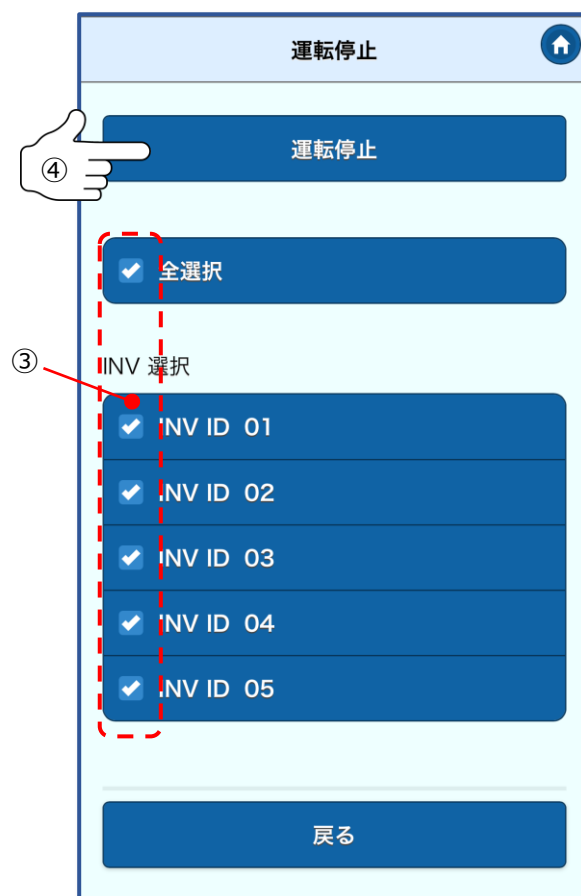 運転停止
運転停止
④
全選択
③
INV 選択
INV ID 01
INV ID 02
INV ID 03
INV ID 04
INV ID 05
戻る